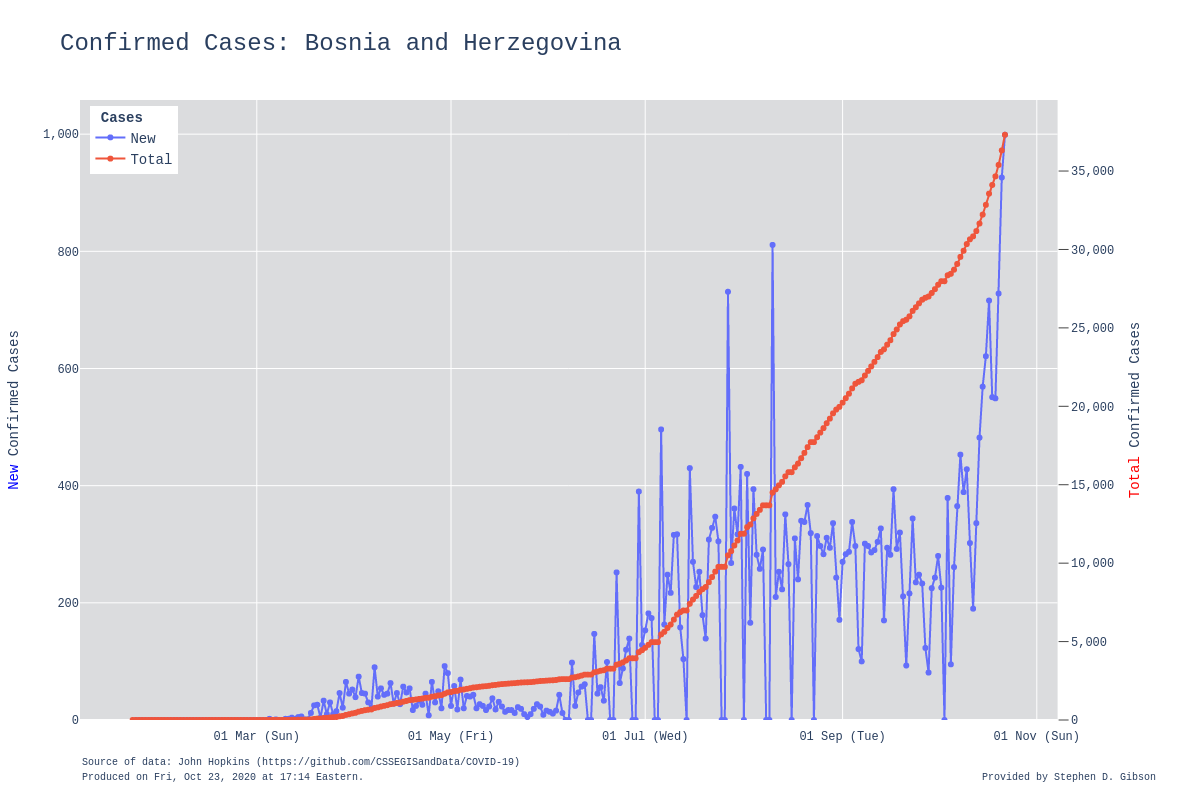 Confirmed Cases: Bosnia and Herzegovina
Cases
New
Total
1,000
800
600
400
200
0
35,000
30,000
25,000
20,000
15,000
10,000
5,000
0
New Confirmed Cases
Total Confirmed Cases
01 Mar (Sun)
01 May (Fri)
01 Jul (Wed)
01 Sep (Tue)
01 Nov (Sun)
Source of data: John Hopkins (https://github.com/CSSEGISandData/COVID-19)
Produced on Fri, Oct 23, 2020 at 17:14 Eastern.
Provided by Stephen D. Gibson